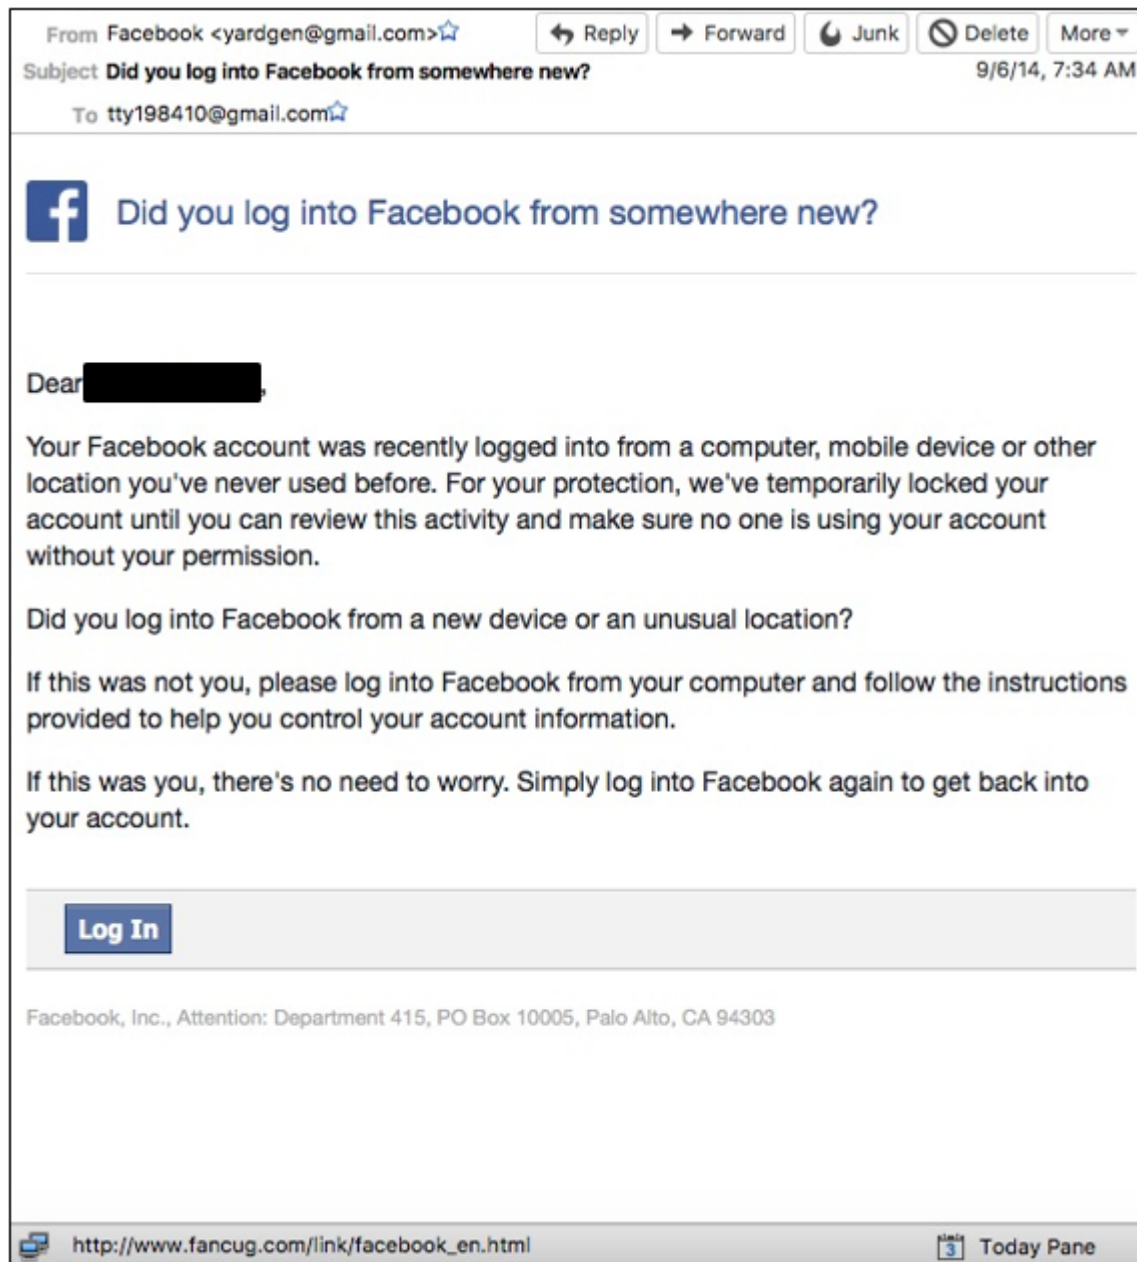 From Facebook <yardgen@gmail.com> Reply Forward Junk Delete More
Subject Did you log into Facebook from somewhere new? 9/6/14, 7:34 AM
To tty198410@gmail.com
f Did you log into Facebook from somewhere new?
Dear ,
Your Facebook account was recently logged into from a computer, mobile device or other
location you've never used before. For your protection, we've temporarily locked your
account until you can review this activity and make sure no one is using your account
without your permission.
Did you log into Facebook from a new device or an unusual location?
If this was not you, please log into Facebook from your computer and follow the instructions
provided to help you control your account information.
If this was you, there's no need to worry. Simply log into Facebook again to get back into
your account.
Log In
Facebook, Inc., Attention: Department 415, PO Box 10005, Palo Alto, CA 94303
http://www.fancug.com/link/facebook_en.html 3 Today Pane